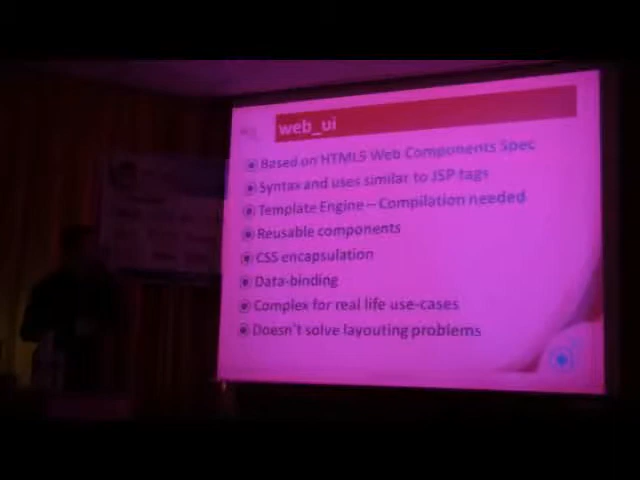 web_ui
Based on HTML5 Web Components Spec
Syntax and uses similar to JSP tags
Template Engine – Compilation needed
Reusable components
CSS encapsulation
Data-binding
Complex for real life use-cases
Doesn't solve layouting problems